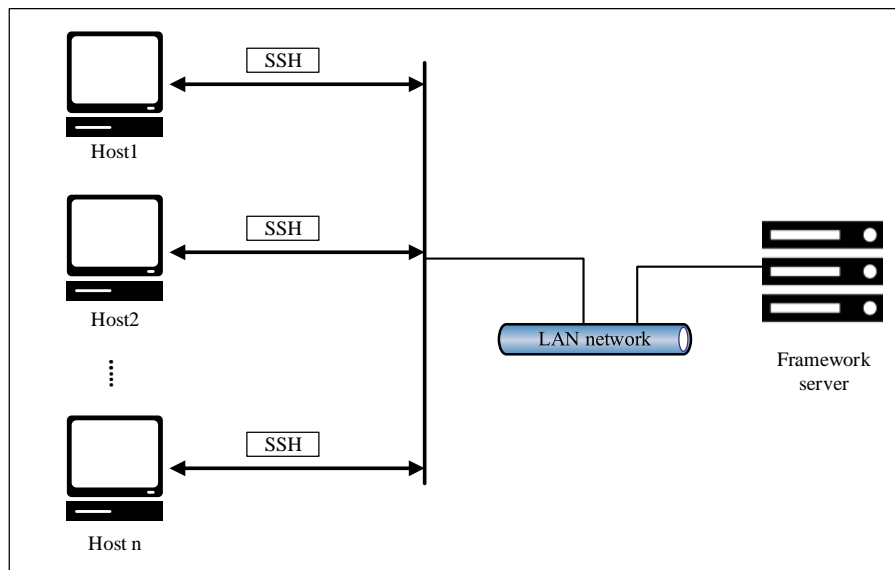 SSH
Host1
SSH
Host2
LAN network
Framework
server
SSH
Host n